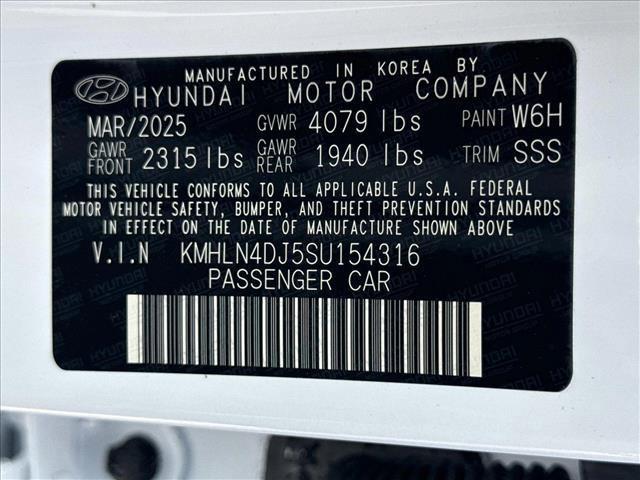 MANUFACTURED IN KOREA BY
HYUNDAI MOTOR COMPANY
MAR/2025 GVWR 4079 lbs PAINT W6H
GAWR FRONT 2315 lbs GAWR REAR 1940 lbs TRIM SSS
THIS VEHICLE CONFORMS TO ALL APPLICABLE U.S.A. FEDERAL
MOTOR VEHICLE SAFETY, BUMPER, AND THEFT PREVENTION STANDARDS
IN EFFECT ON THE DATE OF MANUFACTURE SHOWN ABOVE
V.I.N KMHLN4DJ5SU154316
PASSENGER CAR